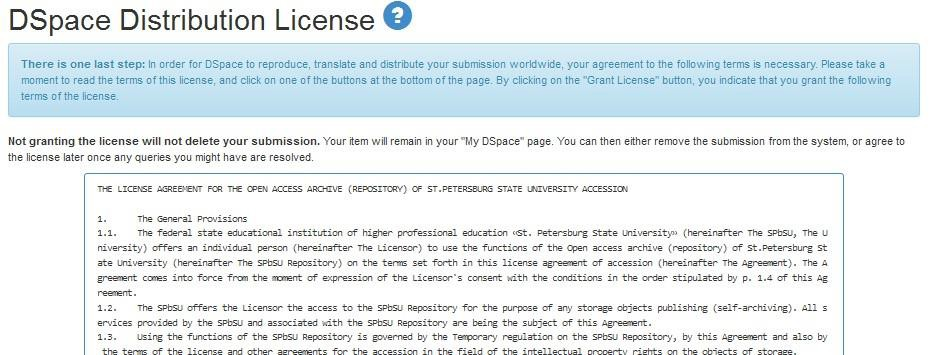 DSpace Distribution License ?
There is one last step: In order for DSpace to reproduce, translate and distribute your submission worldwide, your agreement to the following terms is necessary. Please take a
moment to read the terms of this license, and click on one of the buttons at the bottom of the page. By clicking on the "Grant License" button, you indicate that you grant the following
terms of the license.
Not granting the license will not delete your submission. Your item will remain in your "My DSpace" page. You can then either remove the submission from the system, or agree to
the license later once any queries you might have are resolved.
THE LICENSE AGREEMENT FOR THE OPEN ACCESS ARCHIVE (REPOSITORY) OF ST.PETERSBURG STATE UNIVERSITY ACCESSION
1. The General Provisions
1.1. The federal state educational institution of higher professional education «St. Petersburg State University» (hereinafter The SPbSU, The U
niversity) offers an individual person (hereinafter The Licensor) to use the functions of the Open access archive (repository) of St.Petersburg St
ate University (hereinafter The SPbSU Repository) on the terms set forth in this license agreement of accession (hereinafter The Agreement). The A
greement comes into force from the moment of expression of the Licensor's consent with the conditions in the order stipulated by p. 1.4 of this Ag
reement.
1.2. The SPbSU offers the Licensor the access to the SPbSU Repository for the purpose of any storage objects publishing (self-archiving). All s
ervices provided by the SPbSU and associated with the SPbSU Repository are being the subject of this Agreement.
1.3. Using the functions of the SPbSU Repository is governed by the Temporary regulation on the SPbSU Repository, by this Agreement and also by
the terms of the license and other agreements for the accession in the field of the intellectual property rights on the objects of storage.